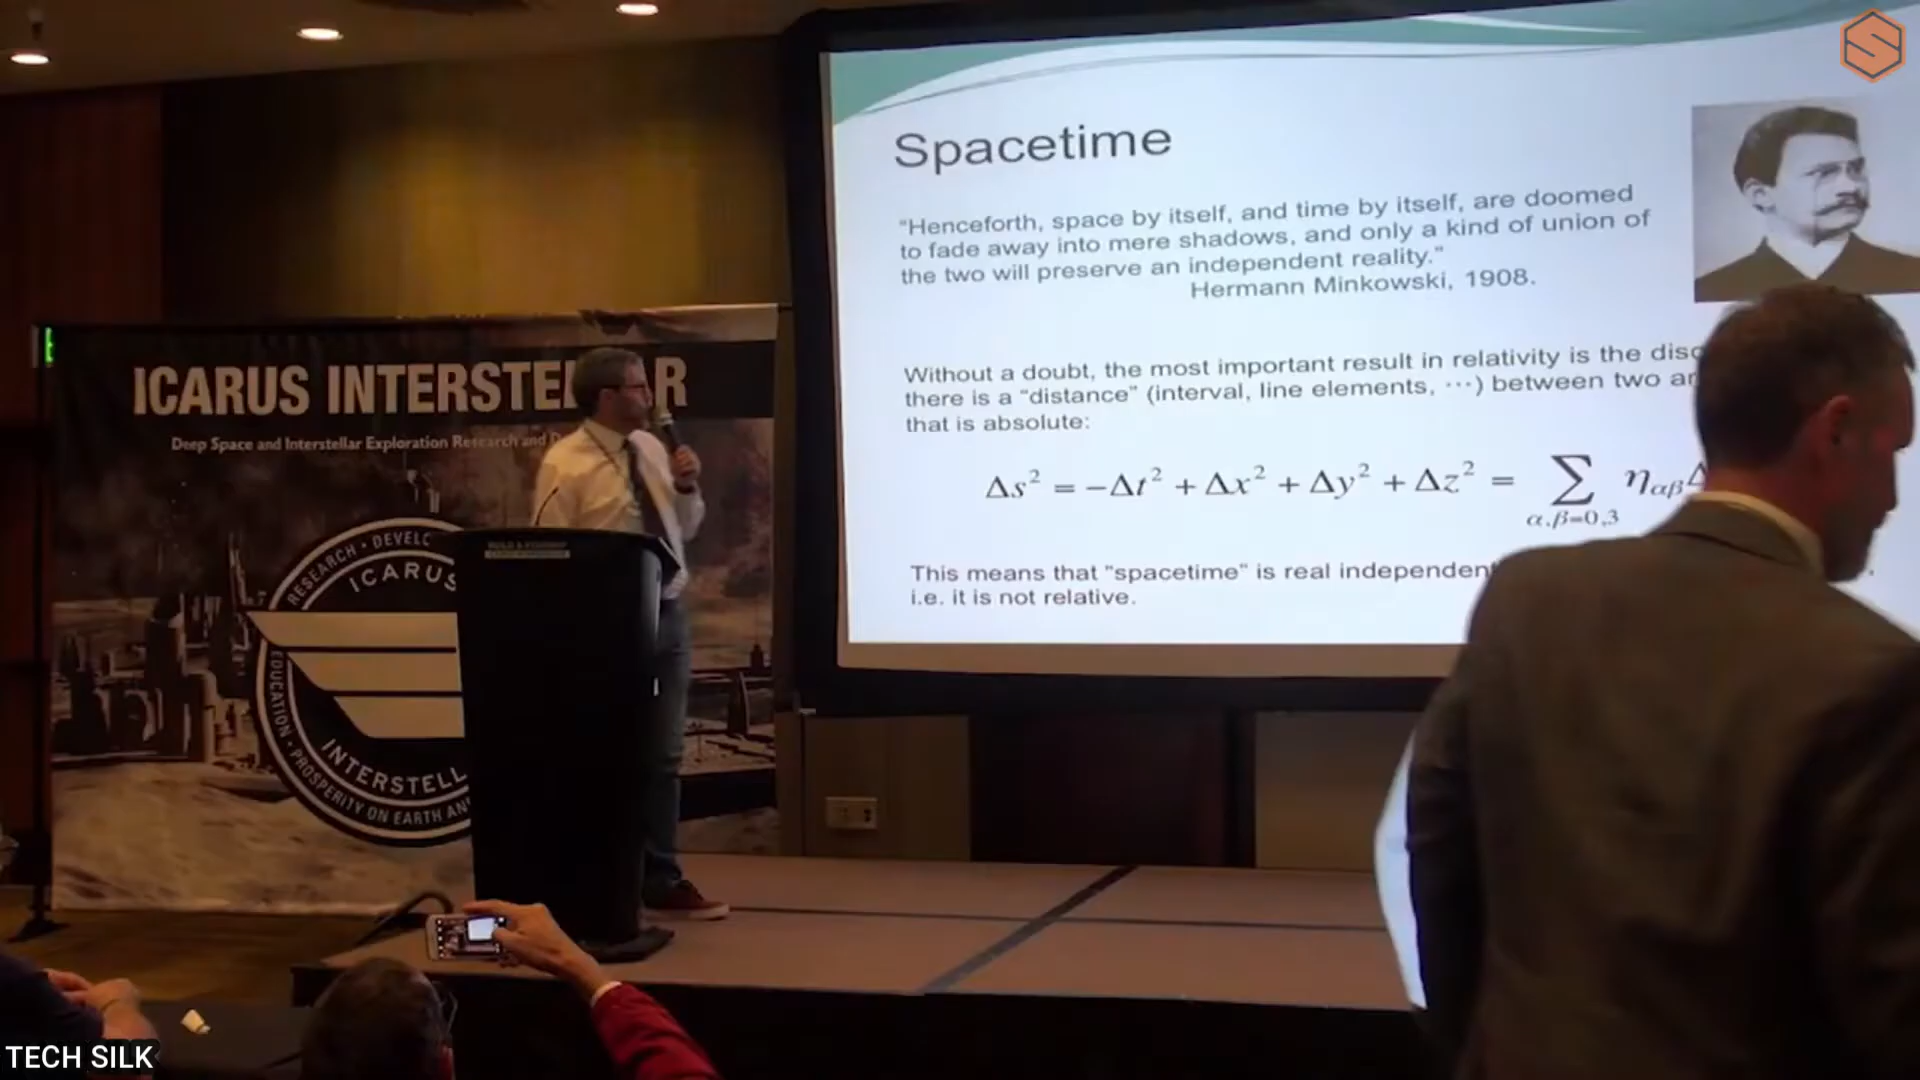 Spacetime
"Henceforth, space by itself, and time by itself, are doomed
to fade away into mere shadows, and only a kind of union of
the two will preserve an independent reality."
Hermann Minkowski, 1908.
Without a doubt, the most important result in relativity is the disc
there is a "distance" (interval, line elements, ···) between two ar
that is absolute:
Δs² = −Δt² + Δx² + Δy² + Δz² = ∑ ηαβΔ
α,β=0,3
This means that "spacetime" is real independent
i.e. it is not relative.
ICARUS INTERSTELLAR
Deep Space and Interstellar Exploration Research and D
RESEARCH • DEVELO
ICARUS
INTERSTELL
EDUCATION • PROSPERITY ON EARTH AN
TECH SILK